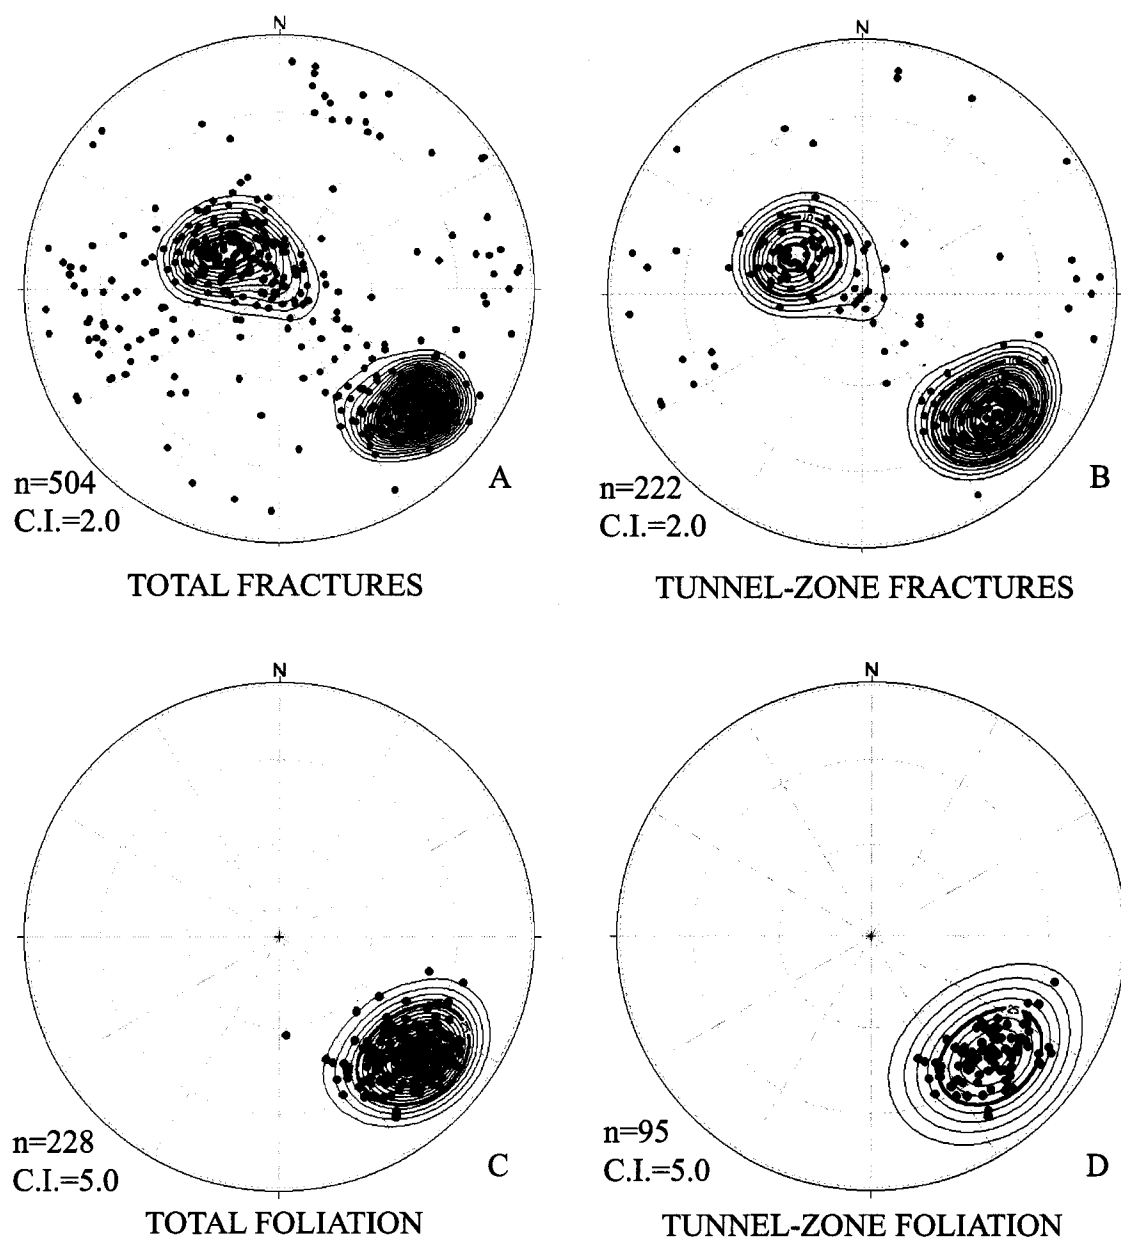 N
N
n=504
C.I.=2.0
A
n=222
C.I.=2.0
B
TOTAL FRACTURES
TUNNEL-ZONE FRACTURES
N
N
25
n=228
C.I.=5.0
C
n=95
C.I.=5.0
D
TOTAL FOLIATION
TUNNEL-ZONE FOLIATION